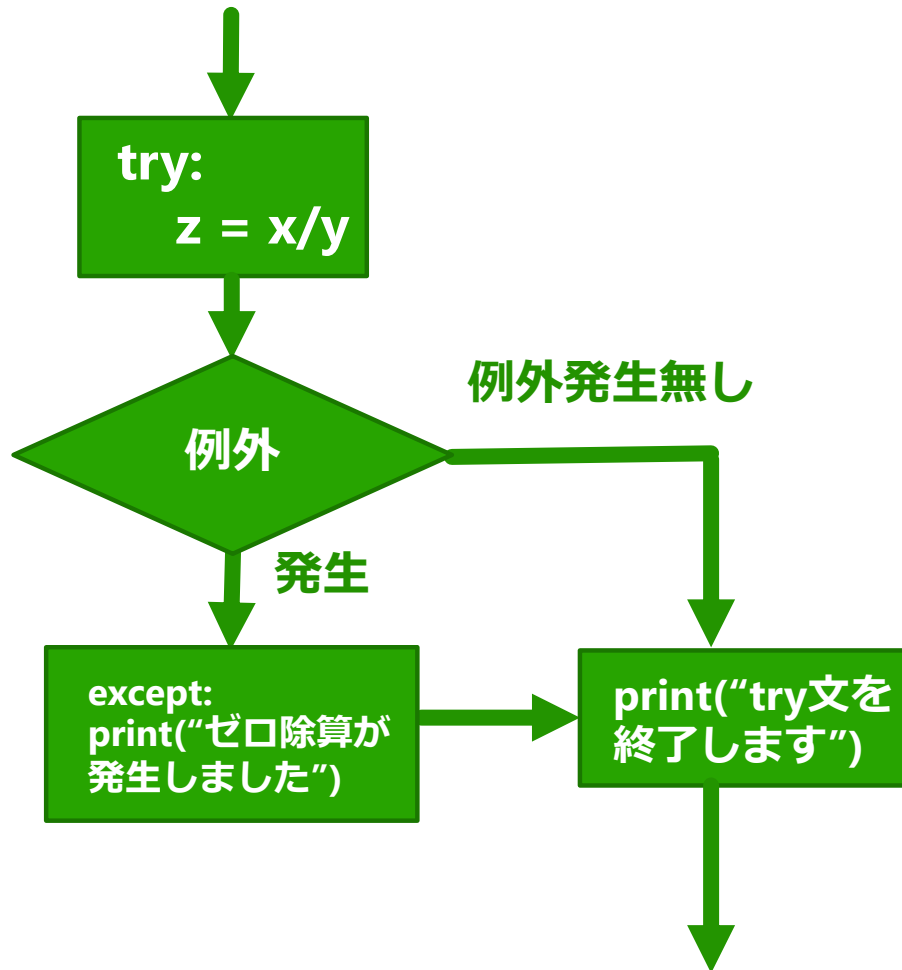 try:
z = x/y
例外発生無し
例外
発生
except:
print(“ゼロ除算が
発生しました”)
print(“try文を
終了します”)